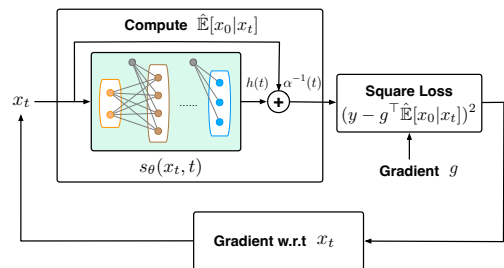 Compute $\hat{\mathbb{E}}[x_0|x_t]$
$x_t$
......
$h(t)$
$\alpha^{-1}(t)$
+
$s_\theta(x_t, t)$
Square Loss
$(y - g^\top \hat{\mathbb{E}}[x_0|x_t])^2$
Gradient $g$
Gradient w.r.t $x_t$